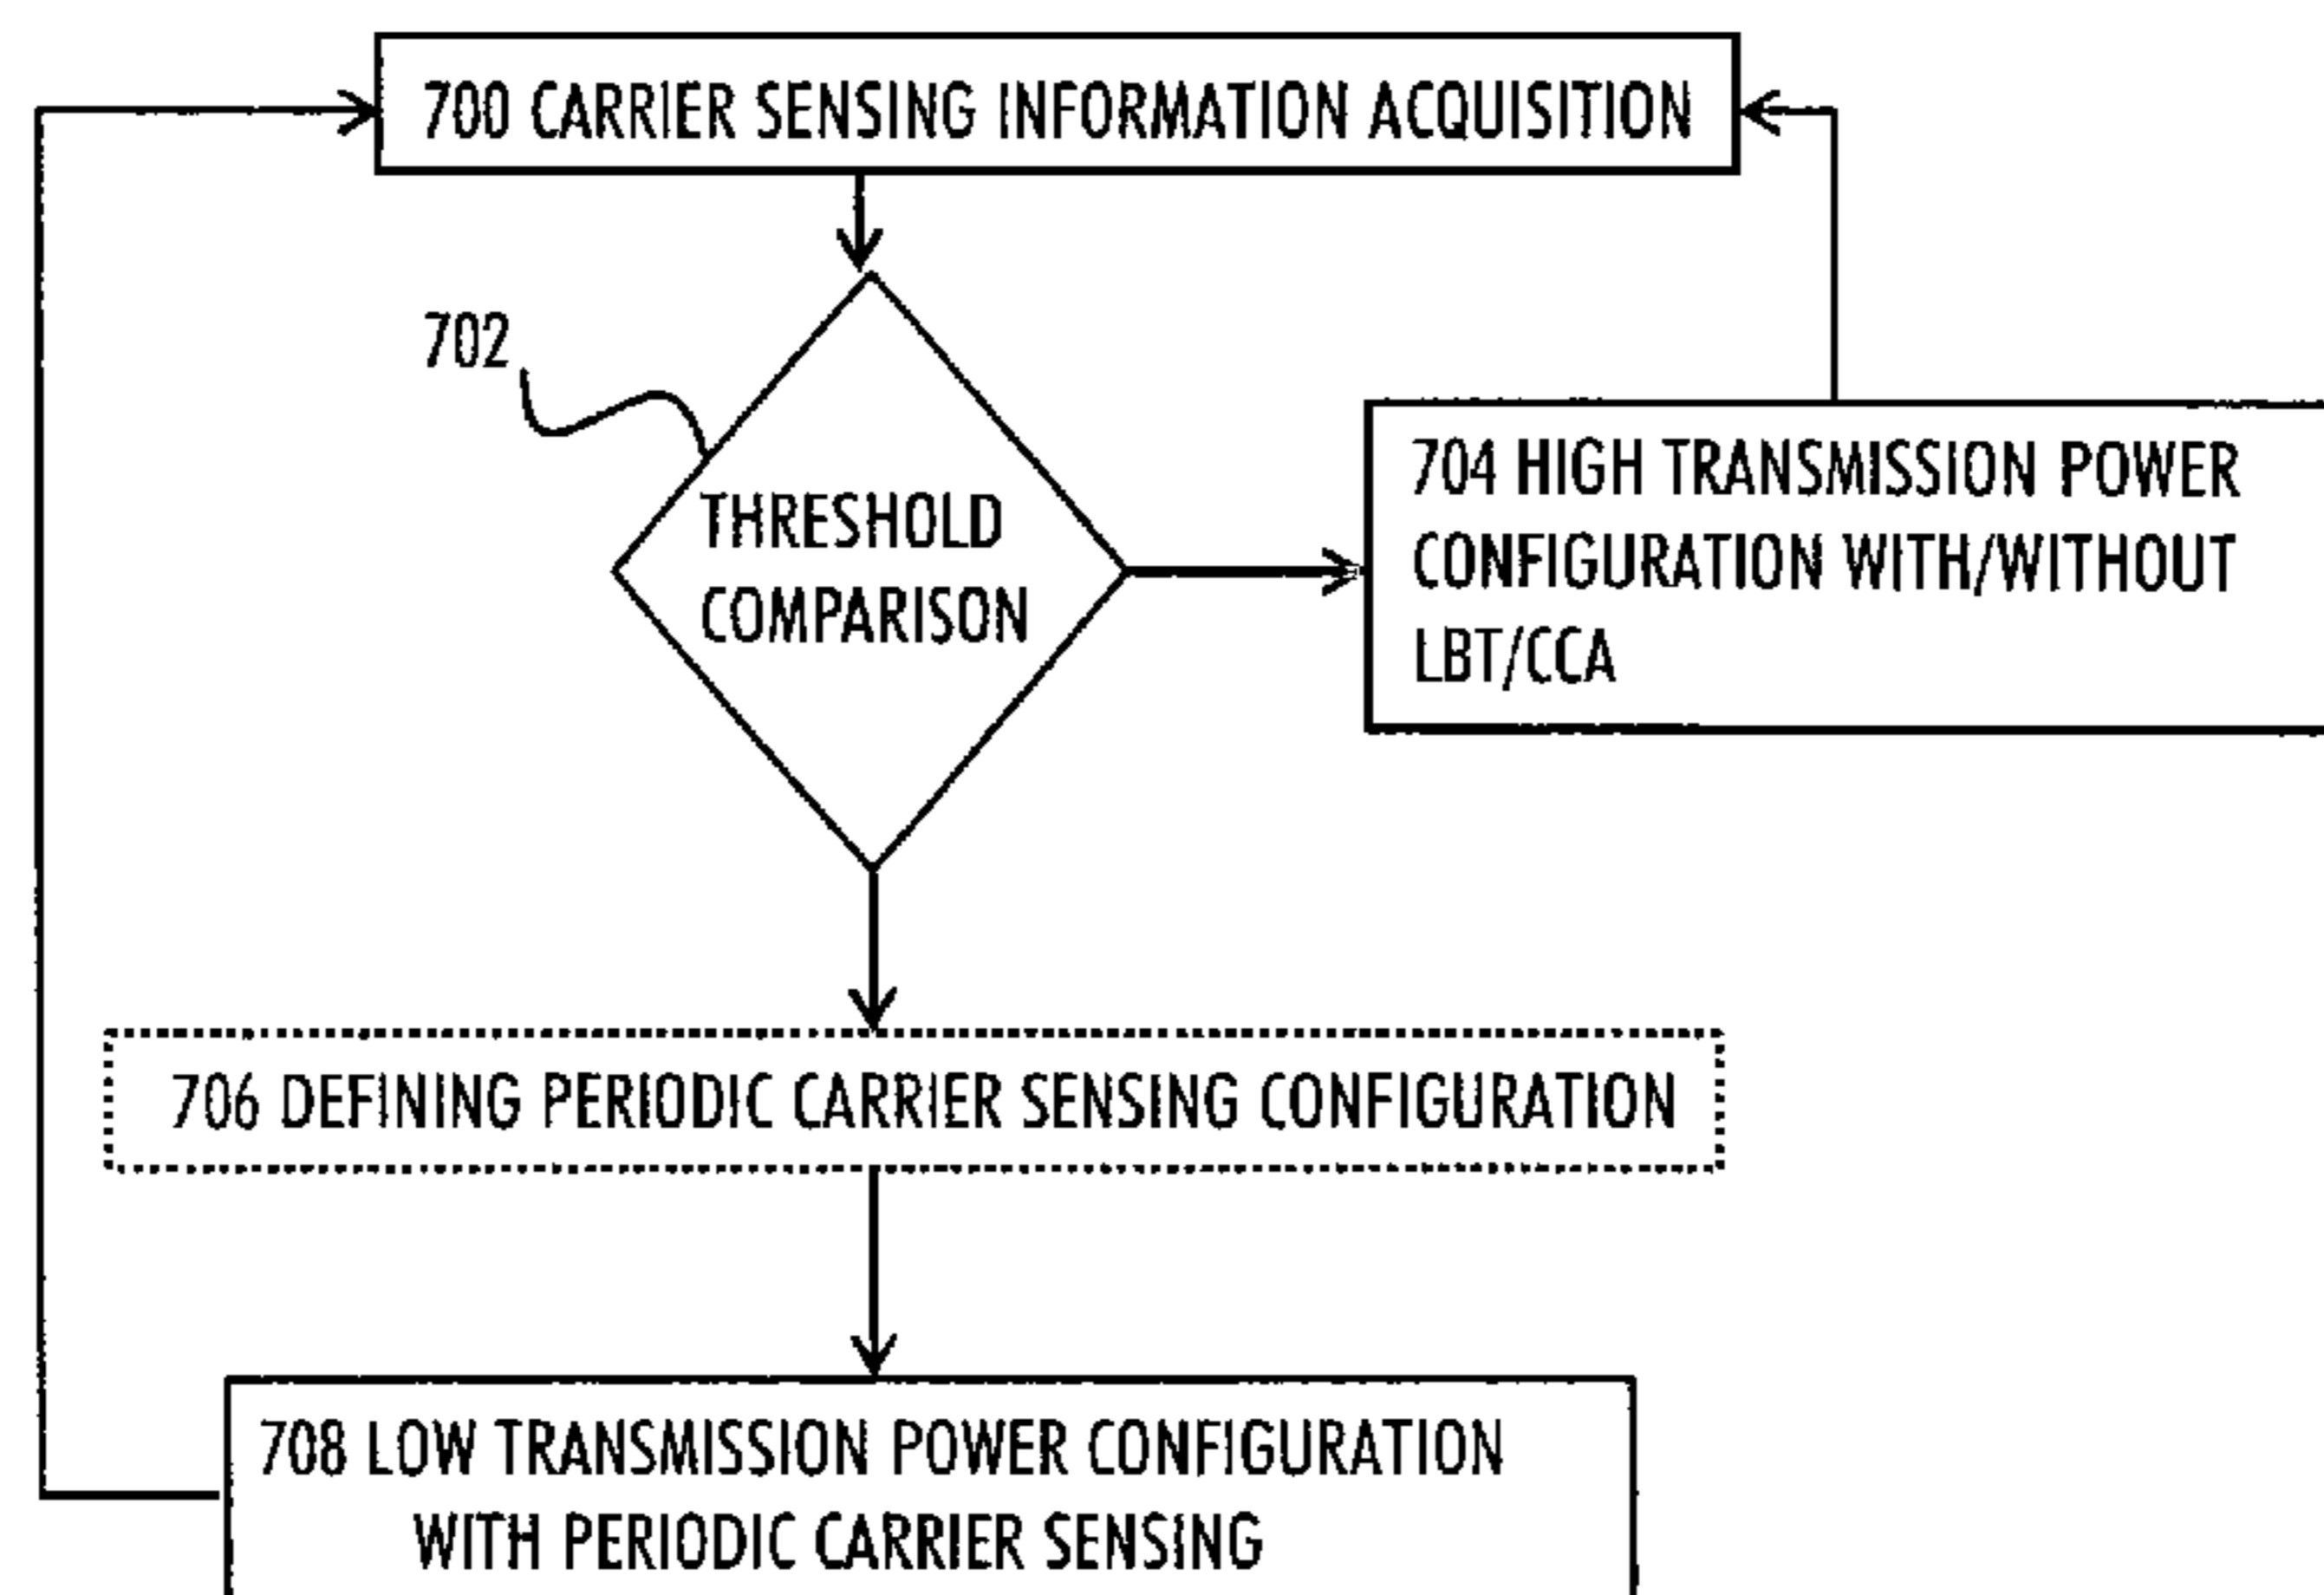 700 CARRIER SENSING INFORMATION ACQUISITION
702
THRESHOLD
COMPARISON
704 HIGH TRANSMISSION POWER
CONFIGURATION WITH/WITHOUT
LBT/CCA
706 DEFINING PERIODIC CARRIER SENSING CONFIGURATION
708 LOW TRANSMISSION POWER CONFIGURATION
WITH PERIODIC CARRIER SENSING